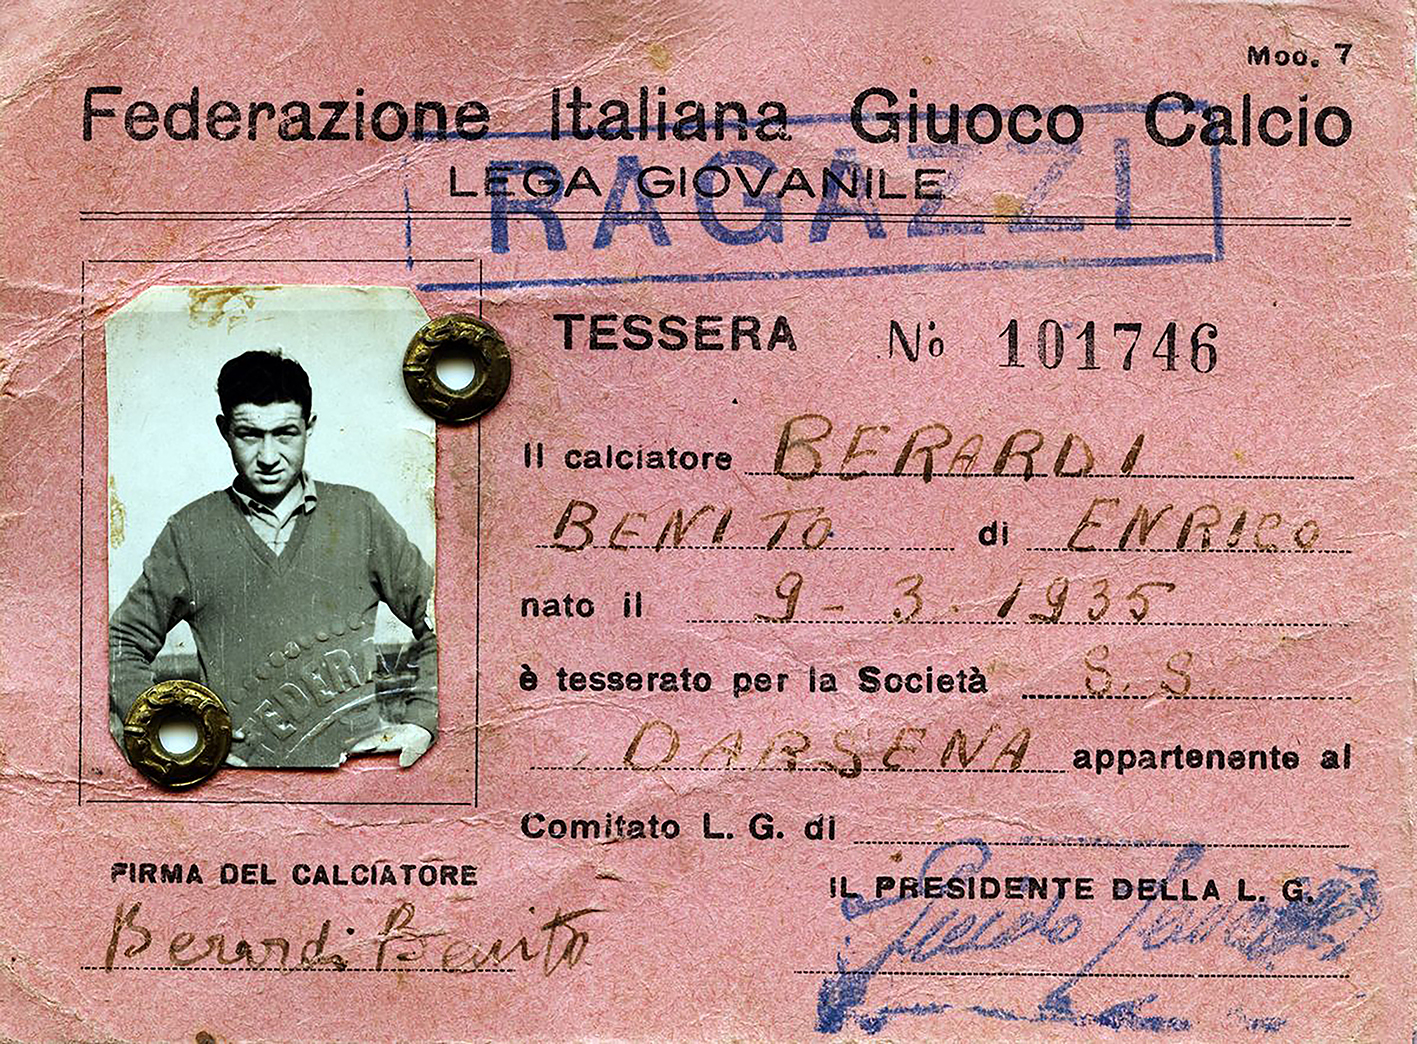 Mod. 7
Federazione Italiana Giuoco Calcio
LEGA GIOVANILE
RAGAZZI
TESSERA No 101746
Il calciatore BERARDI
BENITO di ENRICO
nato il 9-3.1935
è tesserato per la Società S.S.
DARSENA appartenente al
Comitato L. G. di
FEDERA
FIRMA DEL CALCIATORE
Berardi Benito
IL PRESIDENTE DELLA L. G.